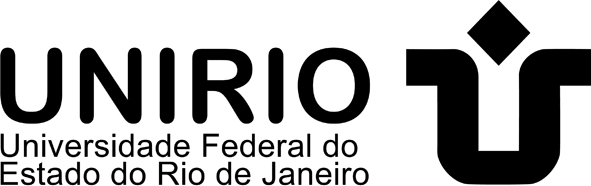 UNIRIO
Universidade Federal do
Estado do Rio de Janeiro